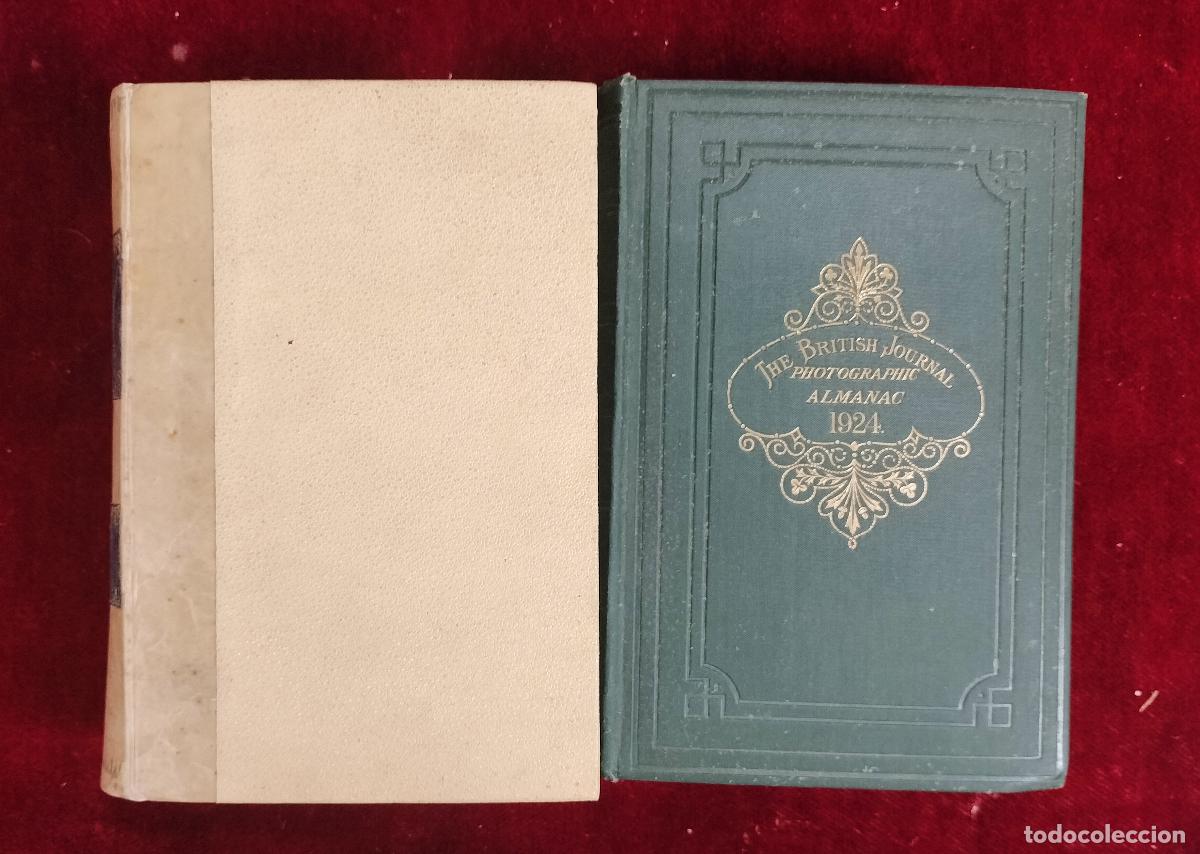 THE BRITISH JOURNAL
PHOTOGRAPHIC
ALMANAC
1924.
todocoleccion